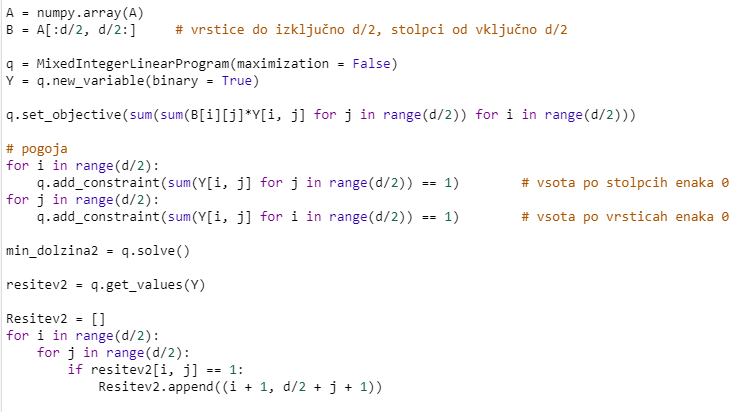 A = numpy.array(A)
B = A[:d/2, d/2:]     # vrstice do izključno d/2, stolpci od vključno d/2
q = MixedIntegerLinearProgram(maximization = False)
Y = q.new_variable(binary = True)
q.set_objective(sum(sum(B[i][j]*Y[i, j] for j in range(d/2)) for i in range(d/2)))
# pogoja
for i in range(d/2):
    q.add_constraint(sum(Y[i, j] for j in range(d/2)) == 1)        # vsota po stolpcih enaka 0
for j in range(d/2):
    q.add_constraint(sum(Y[i, j] for i in range(d/2)) == 1)        # vsota po vrsticah enaka 0
min_dolzina2 = q.solve()
resitev2 = q.get_values(Y)
Resitev2 = []
for i in range(d/2):
    for j in range(d/2):
        if resitev2[i, j] == 1:
            Resitev2.append((i + 1, d/2 + j + 1))